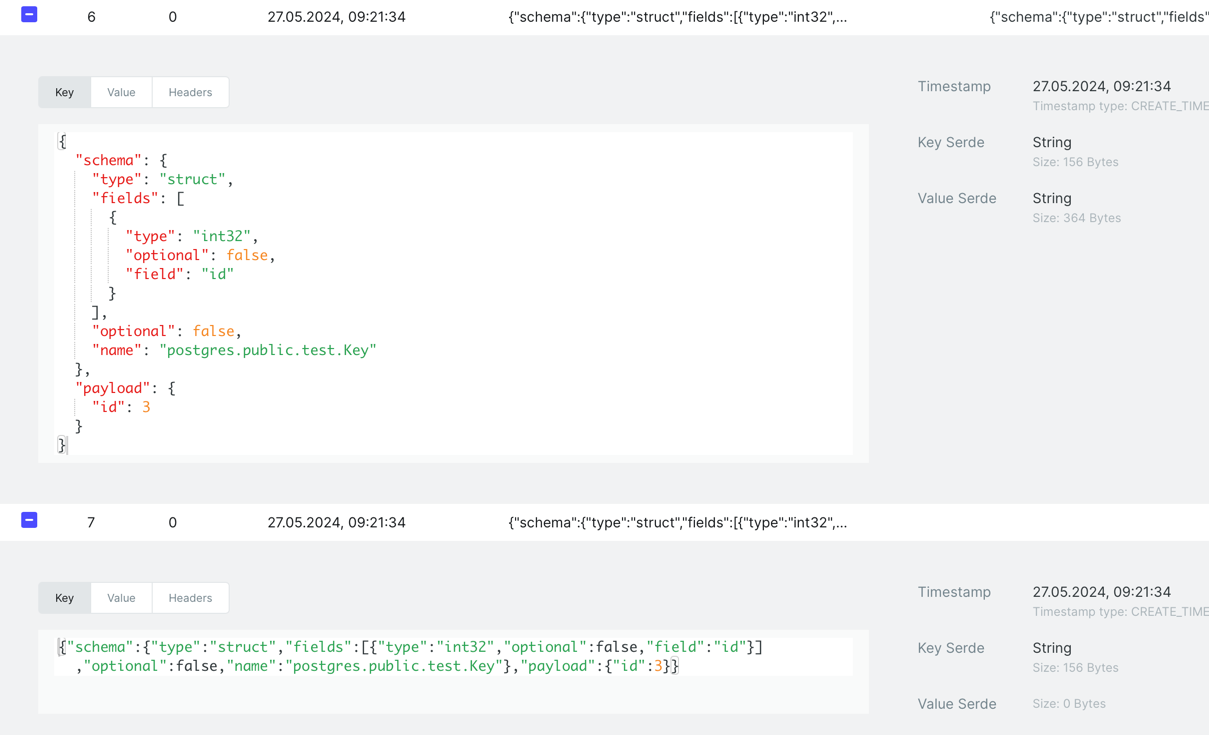 6 0 27.05.2024, 09:21:34 {"schema":{"type":"struct","fields":[{"type":"int32",... {"schema":{"type":"struct","fields"
Key Value Headers
{
"schema": {
"type": "struct",
"fields": [
{
"type": "int32",
"optional": false,
"field": "id"
}
],
"optional": false,
"name": "postgres.public.test.Key"
},
"payload": {
"id": 3
}
}
Timestamp 27.05.2024, 09:21:34
Timestamp type: CREATE_TIME
Key Serde String
Size: 156 Bytes
Value Serde String
Size: 364 Bytes
7 0 27.05.2024, 09:21:34 {"schema":{"type":"struct","fields":[{"type":"int32",...
Key Value Headers
{"schema":{"type":"struct","fields":[{"type":"int32","optional":false,"field":"id"}]
,"optional":false,"name":"postgres.public.test.Key"},"payload":{"id":3}}
Timestamp 27.05.2024, 09:21:34
Timestamp type: CREATE_TIME
Key Serde String
Size: 156 Bytes
Value Serde Size: 0 Bytes